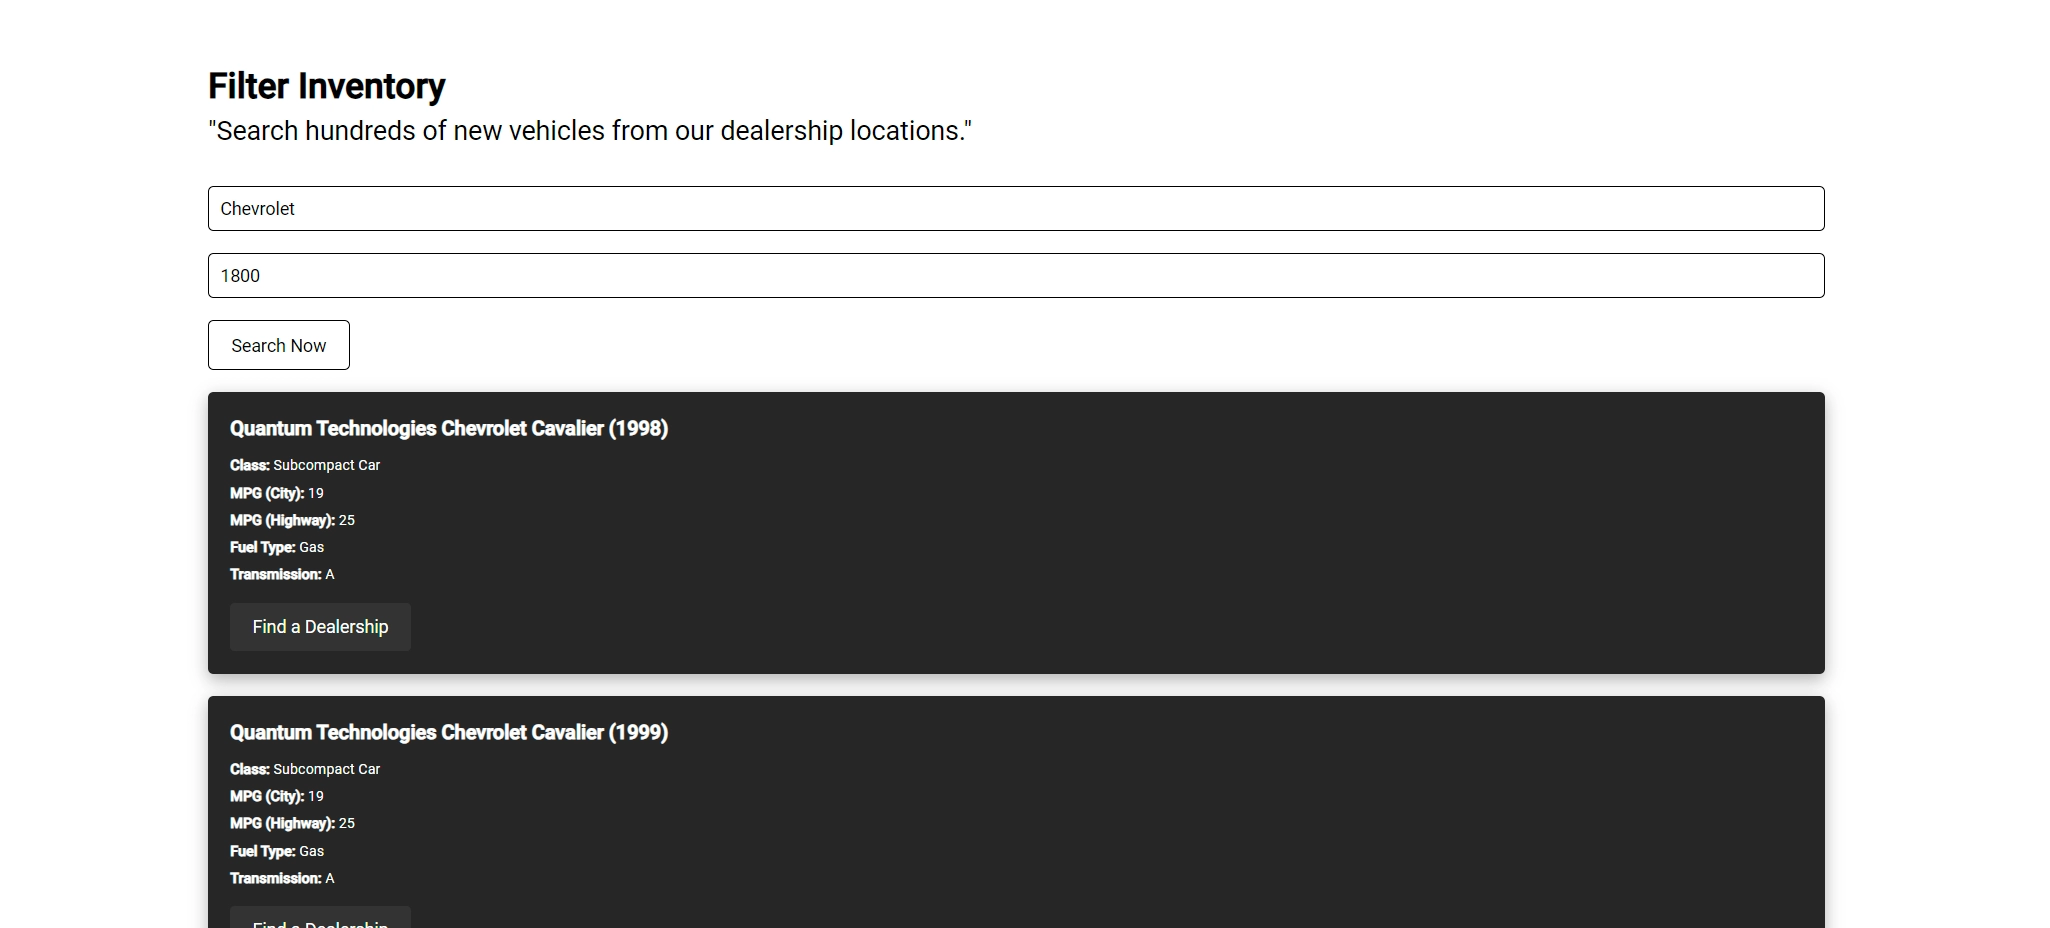 Filter Inventory
"Search hundreds of new vehicles from our dealership locations."
Chevrolet
1800
Search Now
Quantum Technologies Chevrolet Cavalier (1998)
Class: Subcompact Car
MPG (City): 19
MPG (Highway): 25
Fuel Type: Gas
Transmission: A
Find a Dealership
Quantum Technologies Chevrolet Cavalier (1999)
Class: Subcompact Car
MPG (City): 19
MPG (Highway): 25
Fuel Type: Gas
Transmission: A
Find a Dealership